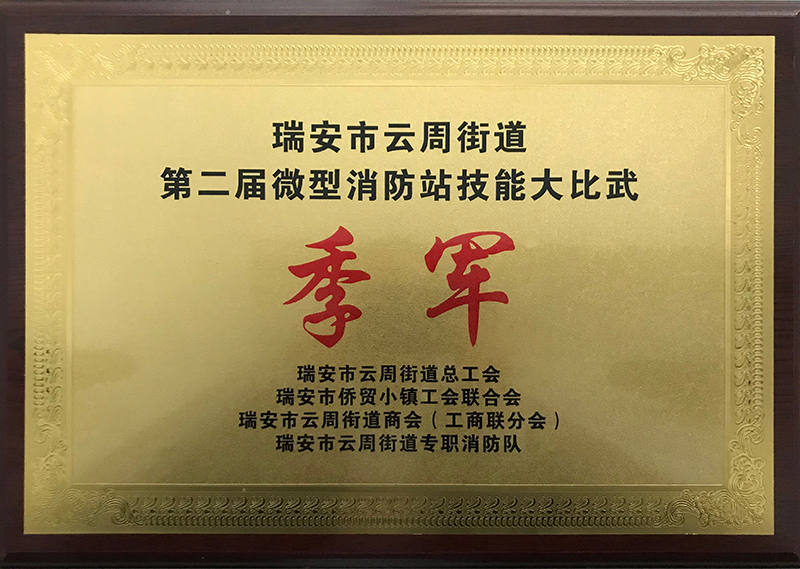 瑞安市云周街道
第二届微型消防站技能大比武
季军
瑞安市云周街道总工会
瑞安市侨贸小镇工会联合会
瑞安市云周街道商会（工商联分会）
瑞安市云周街道专职消防队